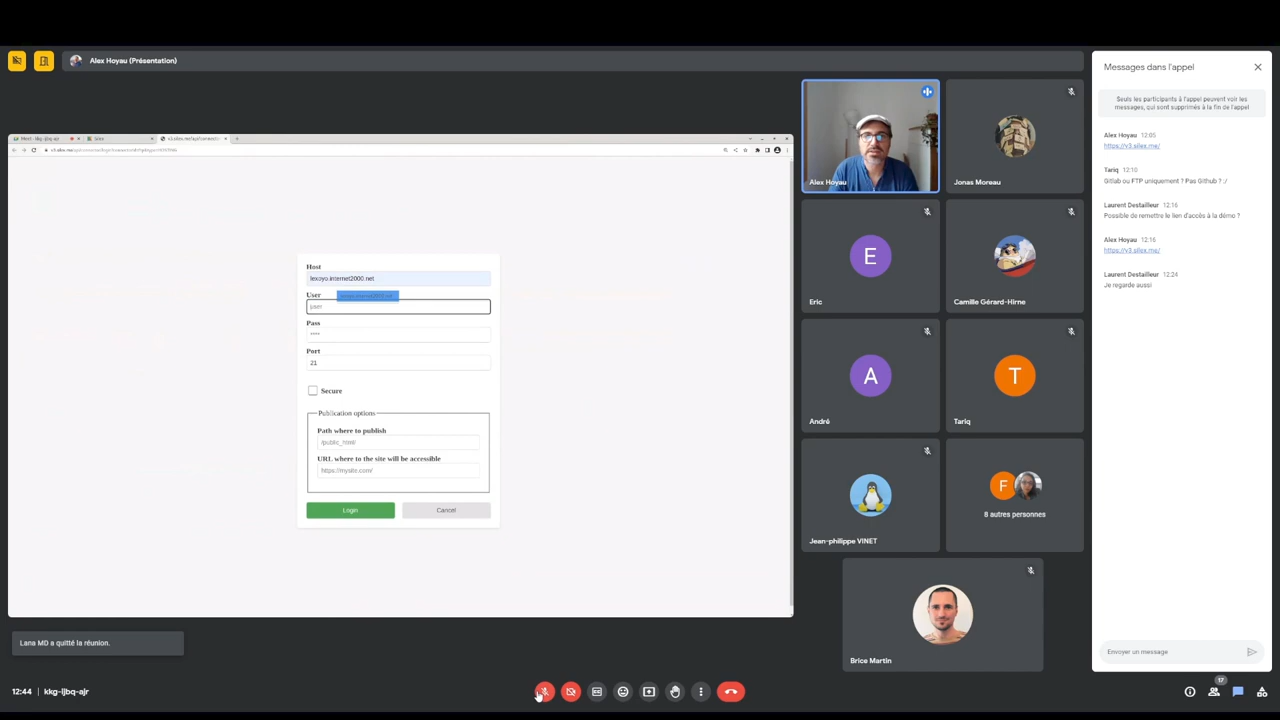 Alex Hoyau (Présentation)
Silex
Host
lexoyo.internet2000.net
User
user
Pass
****
Port
21
Secure
Publication options
Path where to publish
/public_html/
URL where to the site will be accessible
https://mysite.com/
Login
Cancel
Lana MD a quitté la réunion.
12:44 | kkg-ijbq-ajr
Alex Hoyau
Jonas Moreau
E
Eric
Camille Gérard-Hirne
A
André
T
Tariq
Jean-philippe VINET
F
8 autres personnes
Brice Martin
Messages dans l'appel
Seuls les participants à l'appel peuvent voir les
messages, qui sont supprimés à la fin de l'appel
Alex Hoyau 12:05
https://v3.silex.me/
Tariq 12:10
Gitlab ou FTP uniquement ? Pas Github ? :/
Laurent Destailleur 12:16
Possible de remettre le lien d'accès à la démo ?
Alex Hoyau 12:16
https://v3.silex.me/
Laurent Destailleur 12:24
Je regarde aussi
Envoyer un message
17